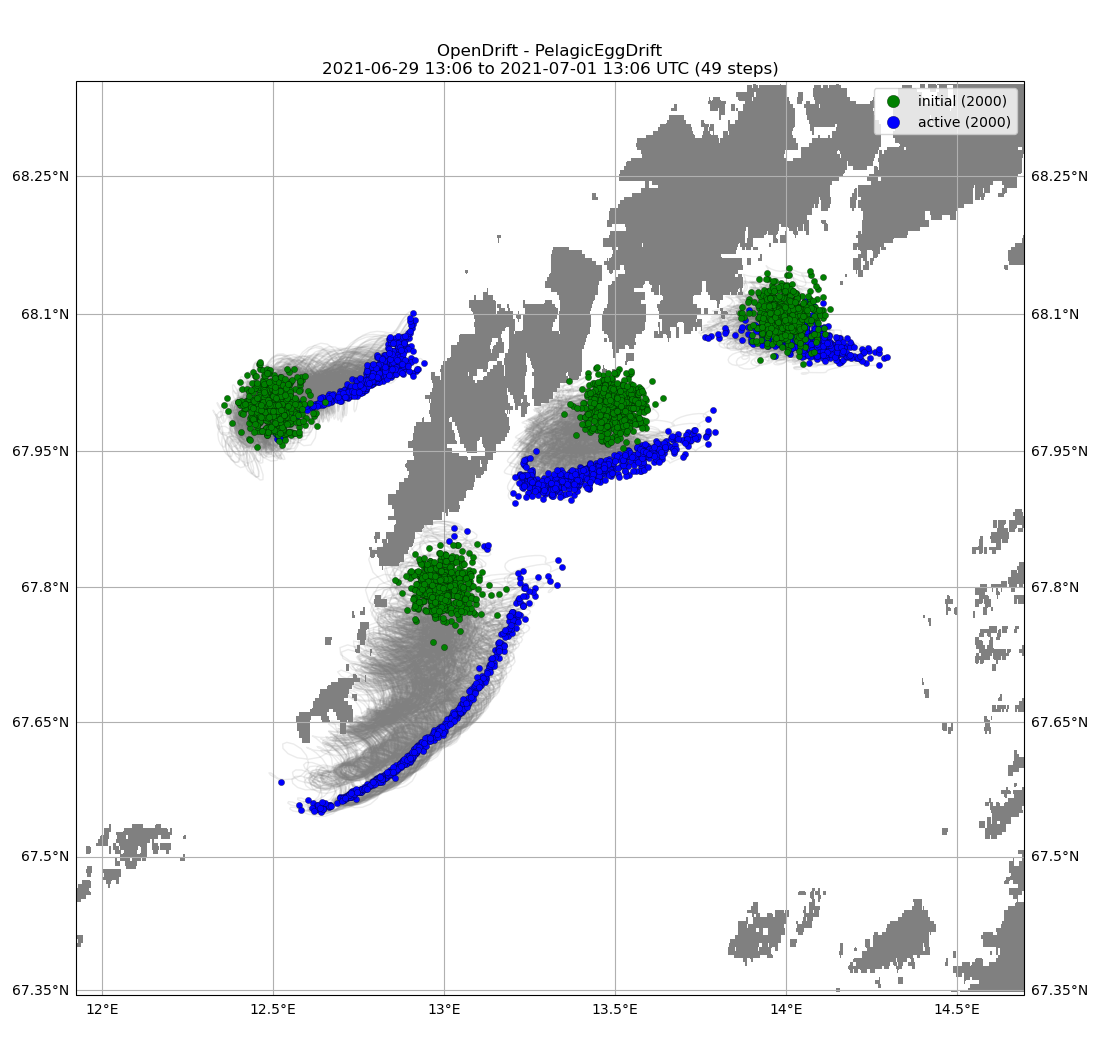 OpenDrift - PelagicEggDrift
2021-06-29 13:06 to 2021-07-01 13:06 UTC (49 steps)
initial (2000)
active (2000)
68.25°N
68.25°N
68.1°N
68.1°N
67.95°N
67.95°N
67.8°N
67.8°N
67.65°N
67.65°N
67.5°N
67.5°N
67.35°N
67.35°N
12°E
12.5°E
13°E
13.5°E
14°E
14.5°E